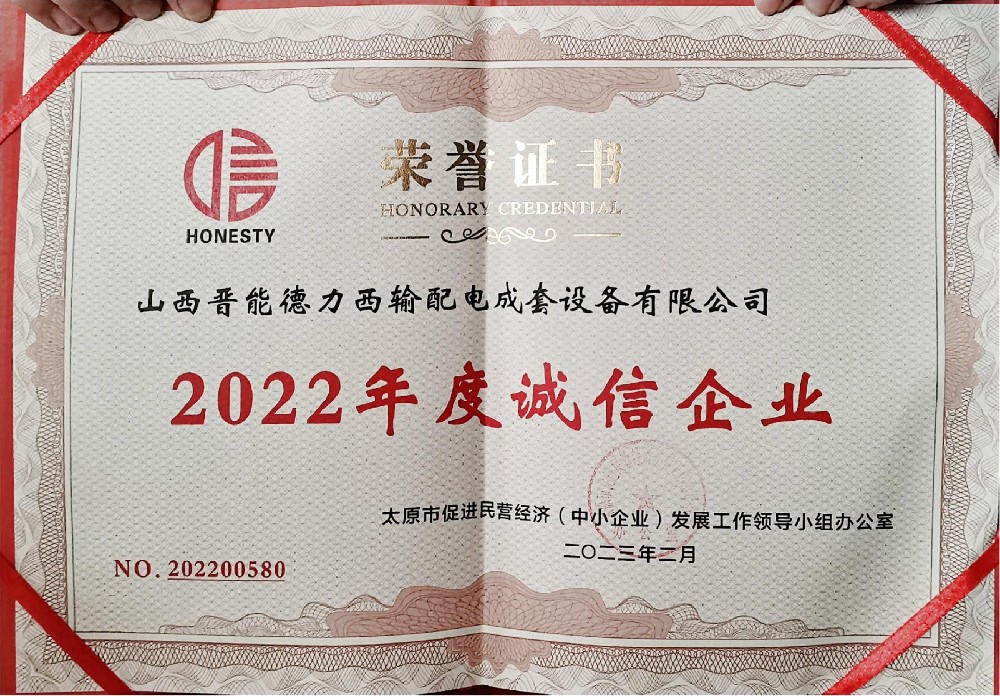 荣誉证书
HONORARY CREDENTIAL
HONESTY
山西晋能德力西输配电成套设备有限公司
2022年度诚信企业
太原市促进民营经济（中小企业）发展工作领导小组办公室
二〇二三年二月
NO. 202200580